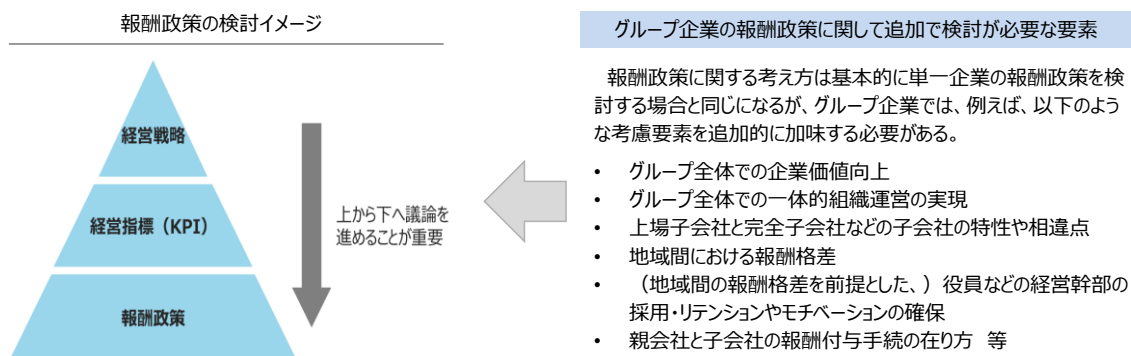 報酬政策の検討イメージ
経営戦略
経営指標（KPI）
報酬政策
上から下へ議論を
進めることが重要
グループ企業の報酬政策に関して追加で検討が必要な要素
報酬政策に関する考え方は基本的に単一企業の報酬政策を検
討する場合と同じになるが、グループ企業では、例えば、以下のよう
な考慮要素を追加的に加味する必要がある。
• グループ全体での企業価値向上
• グループ全体での一体的組織運営の実現
• 上場子会社と完全子会社などの子会社の特性や相違点
• 地域間における報酬格差
• （地域間の報酬格差を前提とした、）役員などの経営幹部の
採用・リテンションやモチベーションの確保
• 親会社と子会社の報酬付与手続の在り方 等